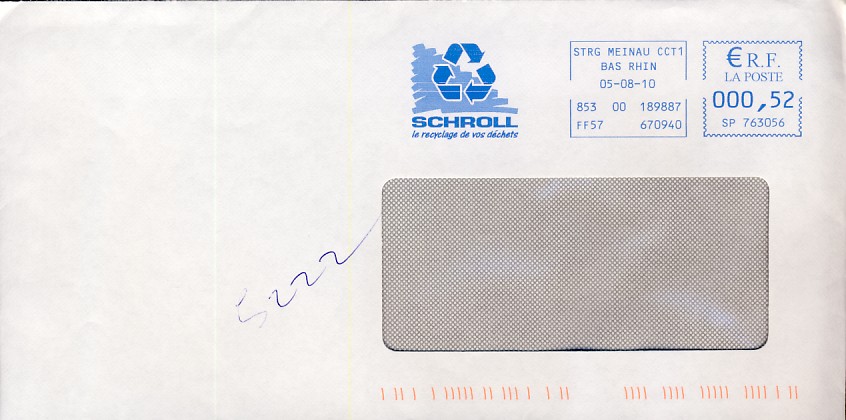 SCHROLL
le recyclage de vos déchets
STRG MEINAU CCT1
BAS RHIN
05-08-10
853 00 189887
FF57 670940
€ R.F.
LA POSTE
000,52
SP 763056
5222